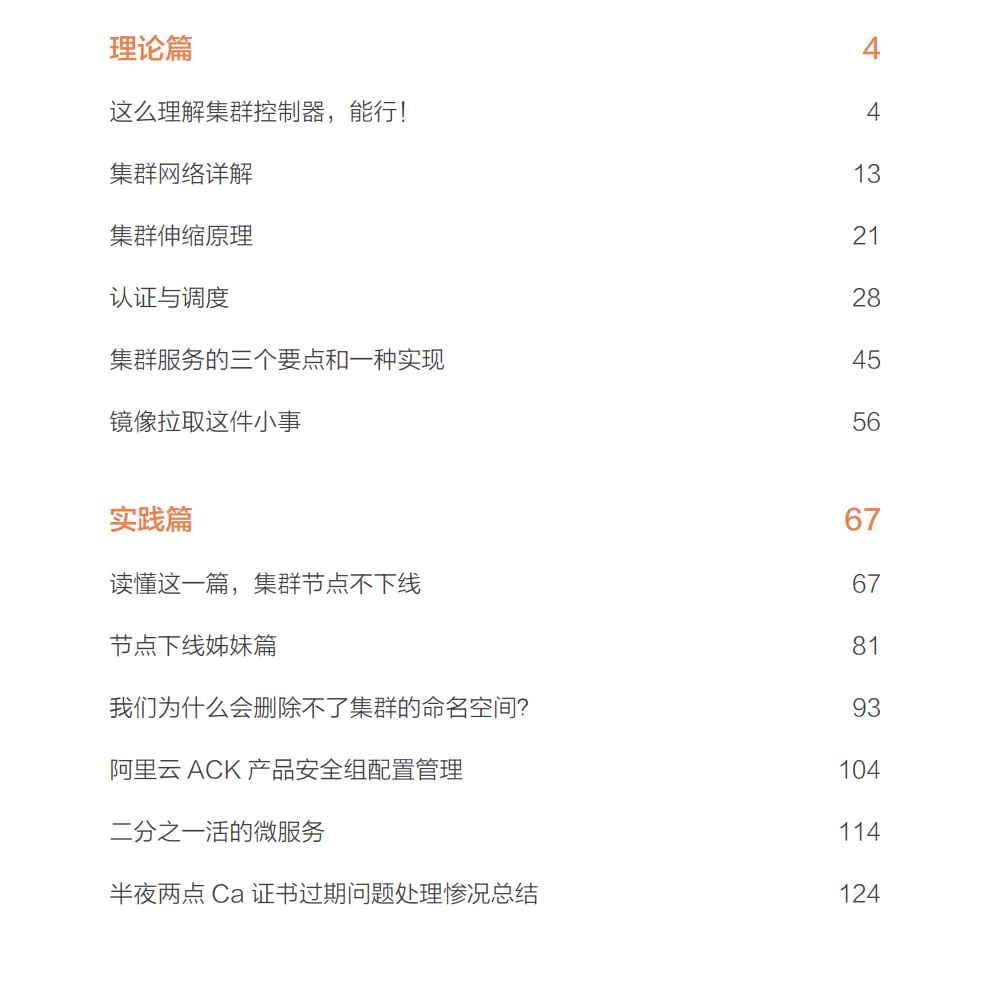 理论篇 4
这么理解集群控制器，能行！ 4
集群网络详解 13
集群伸缩原理 21
认证与调度 28
集群服务的三个要点和一种实现 45
镜像拉取这件小事 56
实践篇 67
读懂这一篇，集群节点不下线 67
节点下线姊妹篇 81
我们为什么会删除不了集群的命名空间？ 93
阿里云 ACK 产品安全组配置管理 104
二分之一活的微服务 114
半夜两点 Ca 证书过期问题处理惨况总结 124